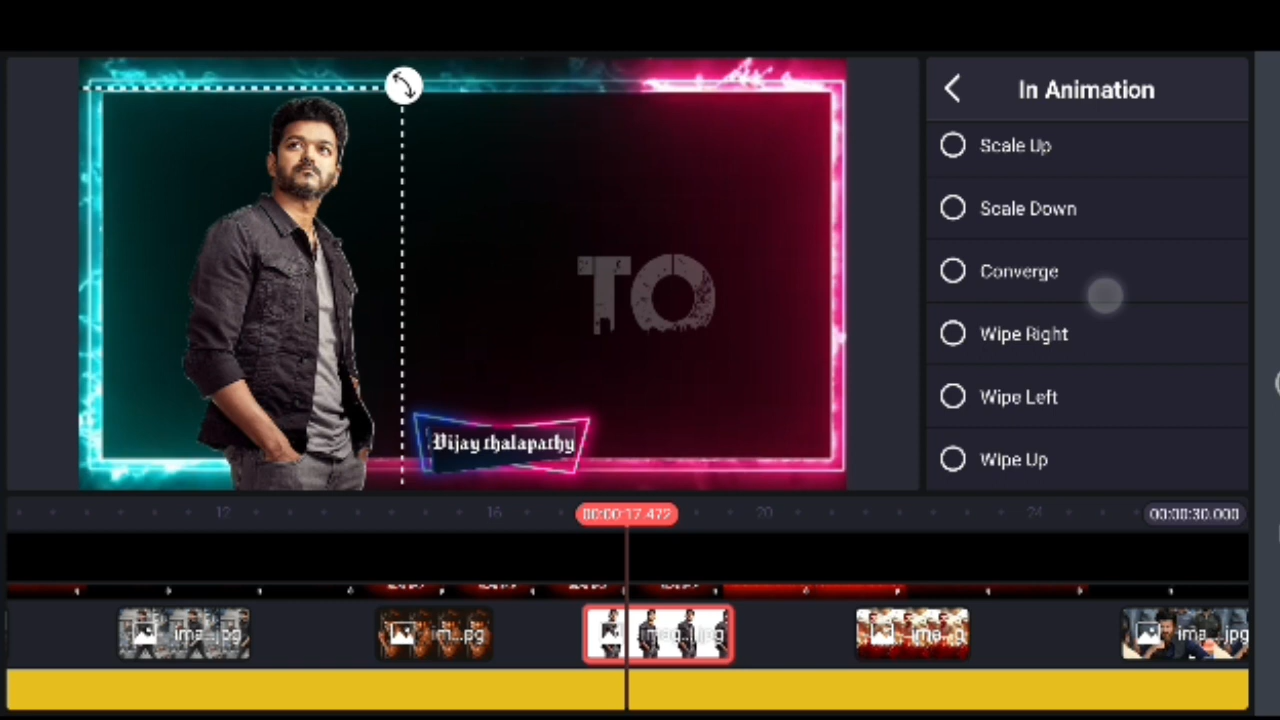 In Animation
Scale Up
Scale Down
Converge
Wipe Right
Wipe Left
Wipe Up
TO
Vijay thalapathy
12
16
00:00:17.472
20
24
00:00:30.000
ima...jpg
im...pg
imag...l.jpg
ima...g
ima...jpg